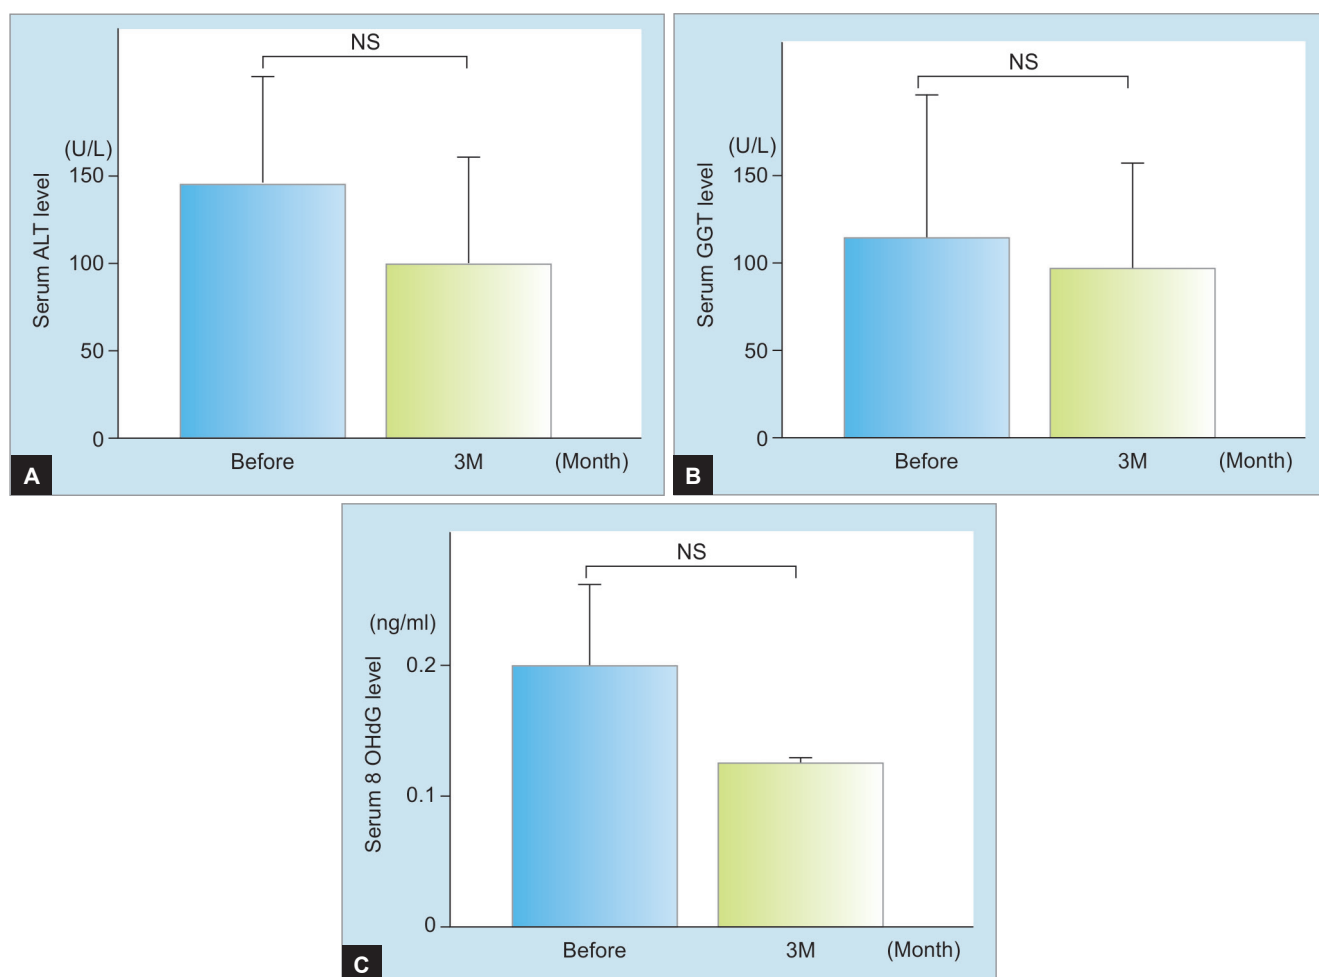 NS
(U/L)
150
100
50
0
Serum ALT level
Before 3M (Month)
A
NS
(U/L)
150
100
50
0
Serum GGT level
Before 3M (Month)
B
NS
(ng/ml)
0.2
0.1
0
Serum 8 OHdG level
Before 3M (Month)
C